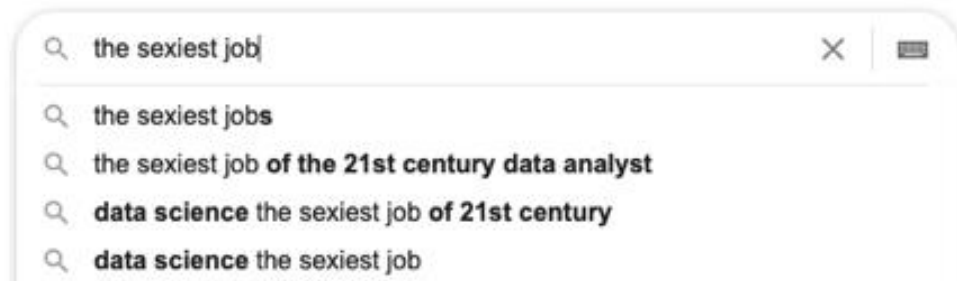 the sexiest job
the sexiest jobs
the sexiest job of the 21st century data analyst
data science the sexiest job of 21st century
data science the sexiest job